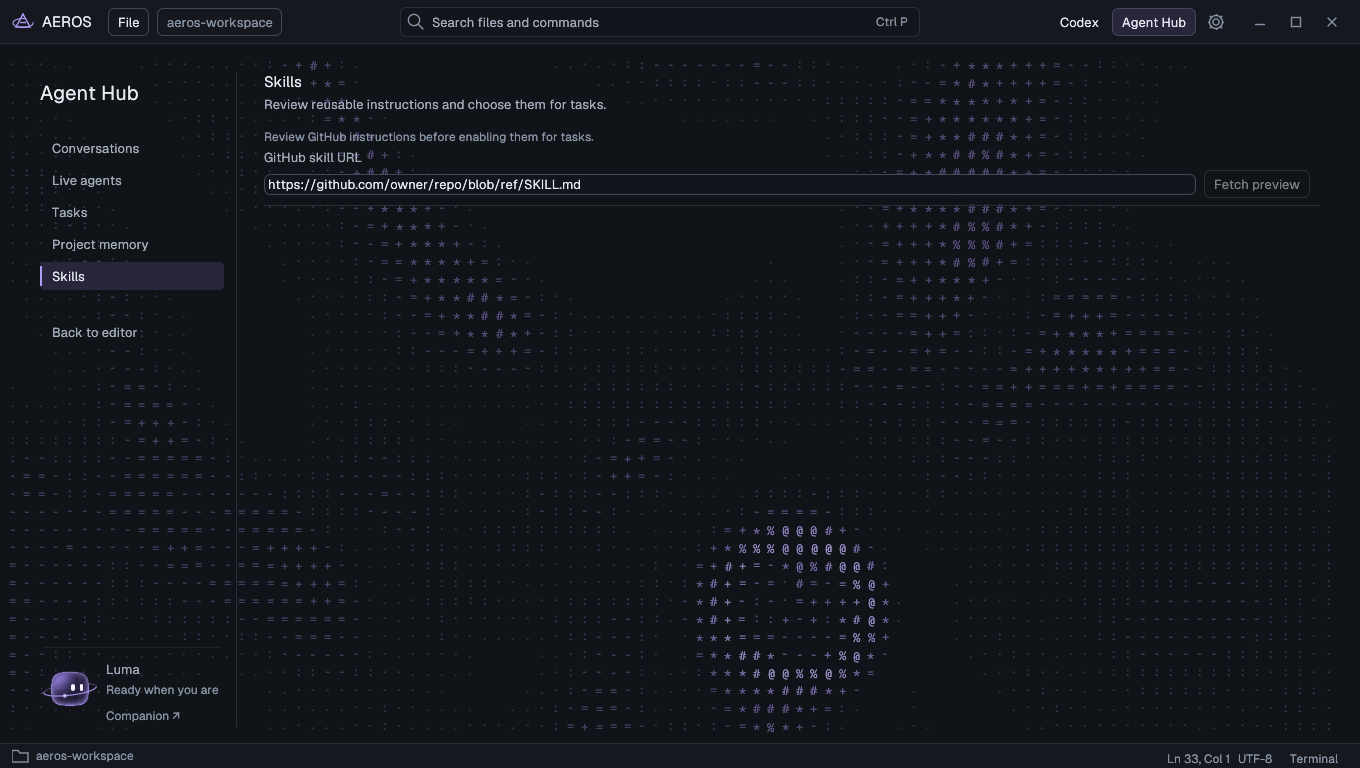 AEROS
File
aeros-workspace
Search files and commands
Ctrl P
Codex
Agent Hub
Agent Hub
Conversations
Live agents
Tasks
Project memory
Skills
Back to editor
Skills
Review reusable instructions and choose them for tasks.
Review GitHub instructions before enabling them for tasks.
GitHub skill URL
https://github.com/owner/repo/blob/ref/SKILL.md
Fetch preview
Luma
Ready when you are
Companion ↗
aeros-workspace
Ln 33, Col 1
UTF-8
Terminal